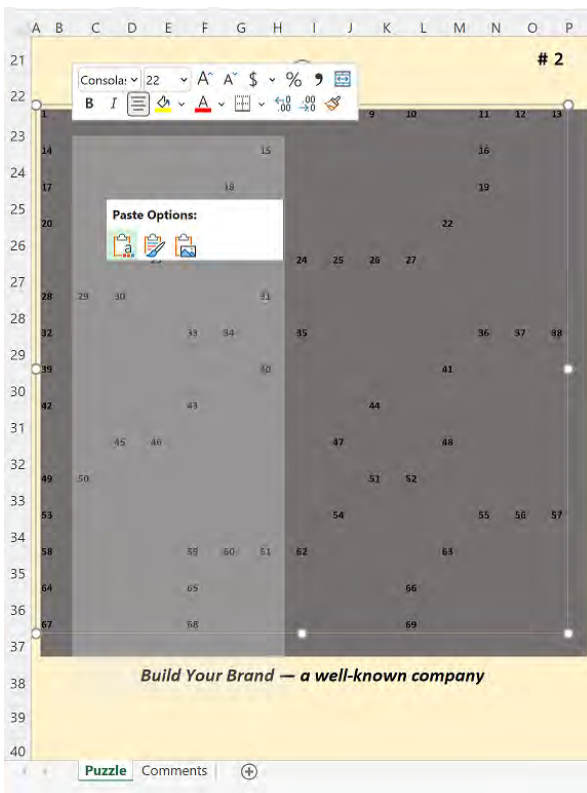 A B C D E F G H I J K L M N O P
21 # 2
Consola: 22 A^ A˅ $ % 9
22 B I A .00 .00
1 9 10 11 12 13
23
14 15 16
24 17 18 19
Paste Options:
25 20 22
26 24 25 26 27
27
28 29 30 31
28
32 33 34 35 36 37 38
29 39 40 41
30
42 43 44
31
45 46 47 48
32
49 50 51 52
33
53 54 55 56 57
34
58 59 60 61 62 63
35
64 65 66
36
67 68 69
37
38 Build Your Brand — a well-known company
39
40
Puzzle Comments